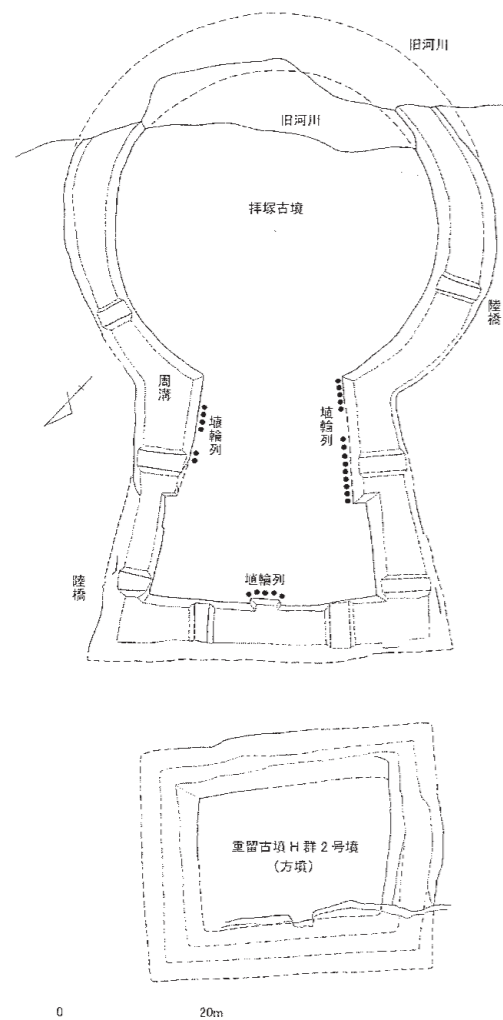 旧河川
旧河川
拝塚古墳
陸橋
周溝
埴輪列
埴輪列
陸橋
埴輪列
重留古墳H群2号墳
(方墳)
0 20m